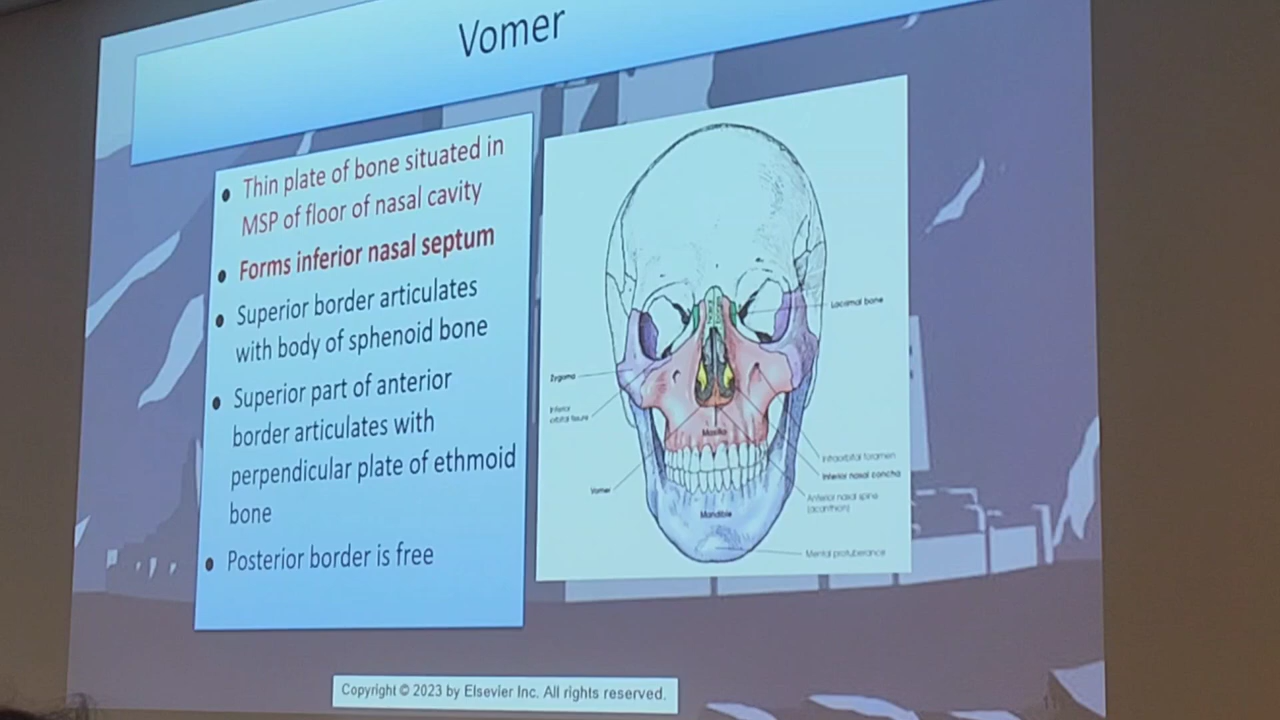 Vomer
Thin plate of bone situated in
MSP of floor of nasal cavity
Forms inferior nasal septum
Superior border articulates
with body of sphenoid bone
Superior part of anterior
border articulates with
perpendicular plate of ethmoid
bone
Posterior border is free
Lacrimal bone
Zygoma
Inferior
orbital fissure
Maxilla
Infraorbital foramen
Inferior nasal concha
Vomer
Anterior nasal spine
(acanthion)
Mandible
Mental protuberance
Copyright © 2023 by Elsevier Inc. All rights reserved.